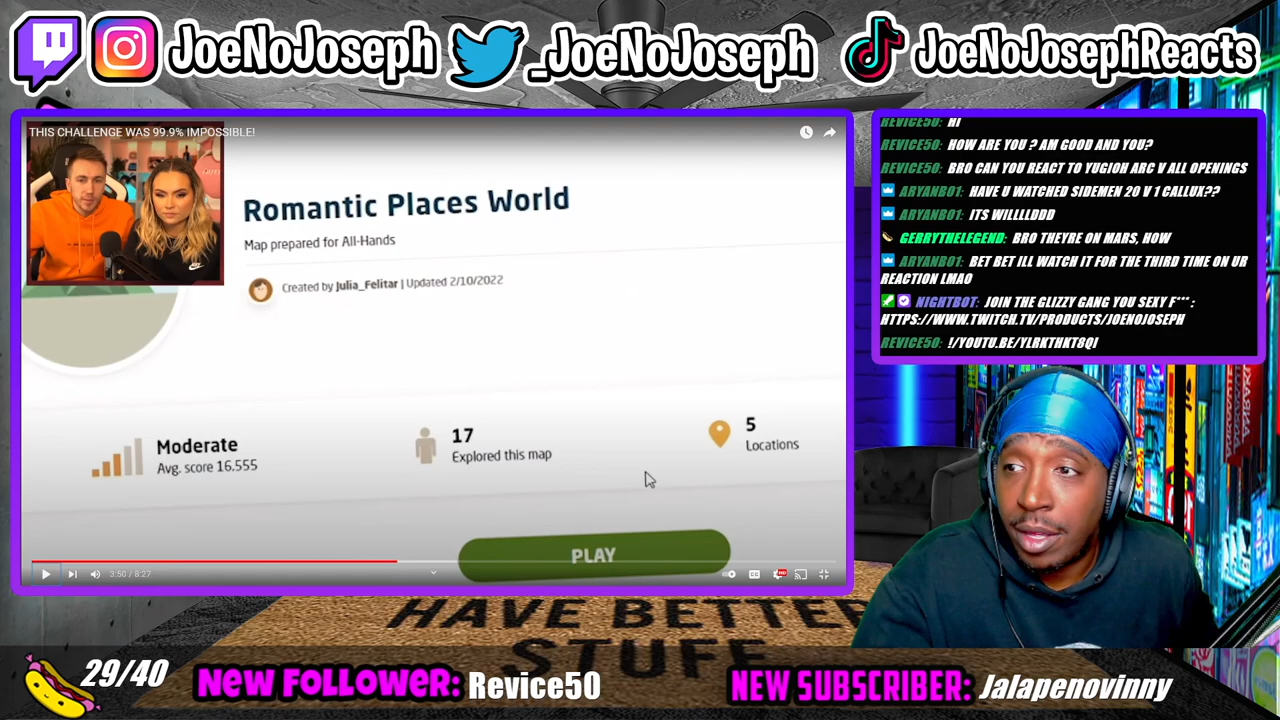 JoeNoJoseph
_JoeNoJoseph
JoeNoJosephReacts
THIS CHALLENGE WAS 99.9% IMPOSSIBLE!
Romantic Places World
Map prepared for All-Hands
Created by Julia_Felitar | Updated 2/10/2022
Moderate
Avg. score 16.555
17
Explored this map
5
Locations
PLAY
3:50 / 8:27
REVICE50: HI
REVICE50: HOW ARE YOU ? AM GOOD AND YOU?
REVICE50: BRO CAN YOU REACT TO YUGIOH ARC V ALL OPENINGS
ARYANB01: HAVE U WATCHED SIDEMEN 20 V 1 CALLUX??
ARYANB01: ITS WILLLLDDD
GERRYTHELEGEND: BRO THEYRE ON MARS, HOW
ARYANB01: BET BET ILL WATCH IT FOR THE THIRD TIME ON UR
REACTION LMAO
NIGHTBOT: JOIN THE GLIZZY GANG YOU SEXY F*** :
HTTPS://WWW.TWITCH.TV/PRODUCTS/JOENOJOSEPH
REVICE50: !/YOUTU.BE/YLRKTHKT8QI
HAVE BETTER
STUFF
29/40
NEW FOLLOWER: Revice50
NEW SUBSCRIBER: Jalapenovinny